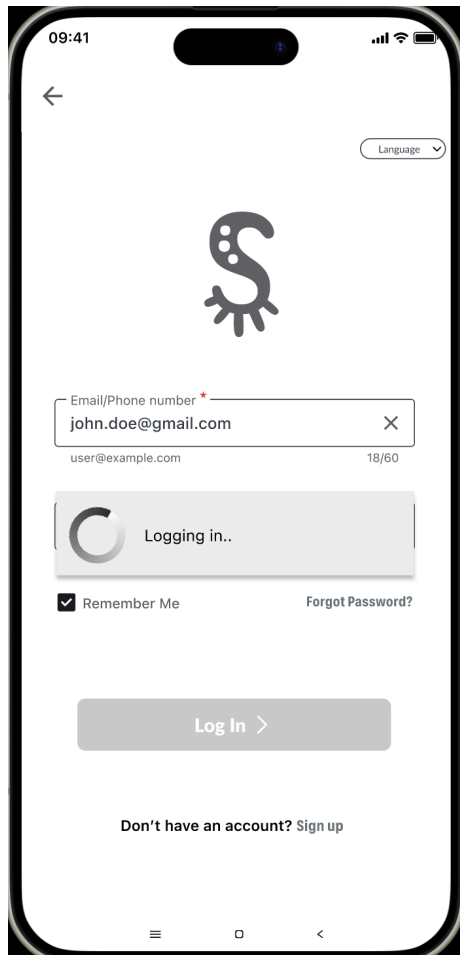 09:41
Language
Email/Phone number *
john.doe@gmail.com
user@example.com 18/60
Logging in..
Remember Me Forgot Password?
Log In
Don't have an account? Sign up